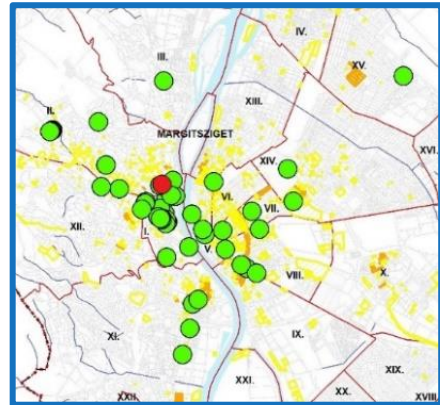 IV.
III.
XV.
II.
XIII.
MARGITSZIGET
XVI.
XIV.
VI.
VII.
XII.
I.
V.
VIII.
X.
XI.
IX.
XXI.
XIX.
XX.
XXII.
XVIII.